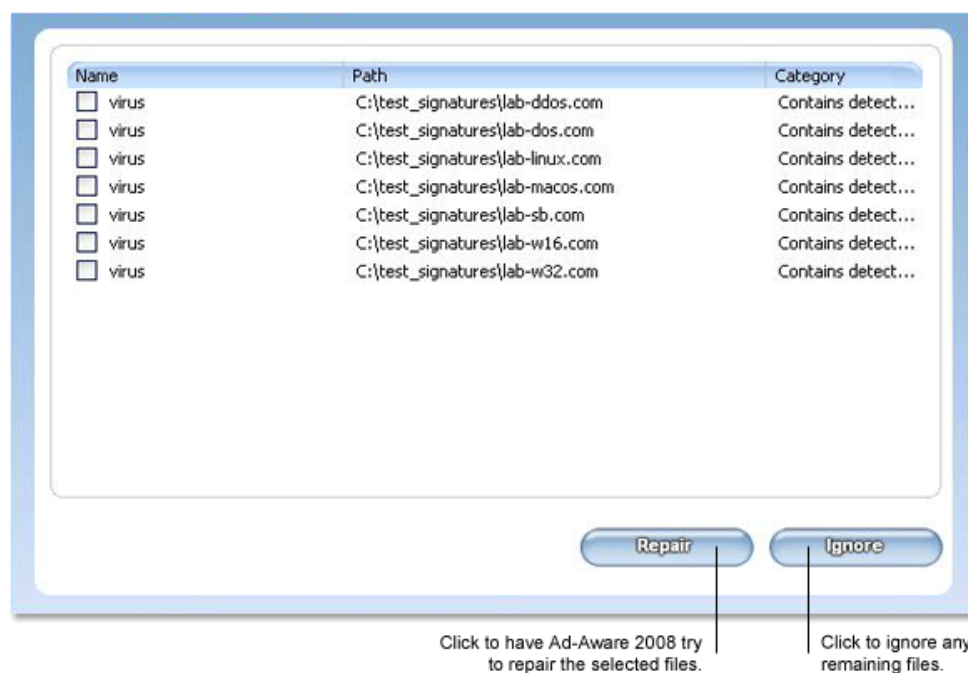 Name Path Category
virus C:\test_signatures\lab-ddos.com Contains detect...
virus C:\test_signatures\lab-dos.com Contains detect...
virus C:\test_signatures\lab-linux.com Contains detect...
virus C:\test_signatures\lab-macos.com Contains detect...
virus C:\test_signatures\lab-sb.com Contains detect...
virus C:\test_signatures\lab-w16.com Contains detect...
virus C:\test_signatures\lab-w32.com Contains detect...
Repair Ignore
Click to have Ad-Aware 2008 try
to repair the selected files.
Click to ignore any
remaining files.